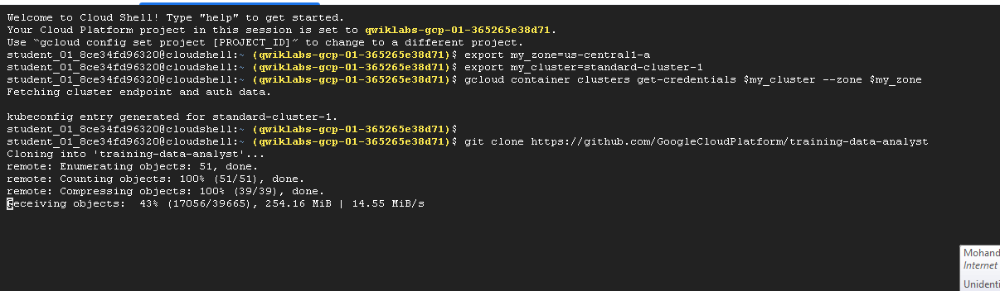 Welcome to Cloud Shell! Type "help" to get started.
Your Cloud Platform project in this session is set to qwiklabs-gcp-01-365265e38d71.
Use “gcloud config set project [PROJECT_ID]” to change to a different project.
student_01_8ce34fd96320@cloudshell:~ (qwiklabs-gcp-01-365265e38d71)$ export my_zone=us-central1-a
student_01_8ce34fd96320@cloudshell:~ (qwiklabs-gcp-01-365265e38d71)$ export my_cluster=standard-cluster-1
student_01_8ce34fd96320@cloudshell:~ (qwiklabs-gcp-01-365265e38d71)$ gcloud container clusters get-credentials $my_cluster --zone $my_zone
Fetching cluster endpoint and auth data.
kubeconfig entry generated for standard-cluster-1.
student_01_8ce34fd96320@cloudshell:~ (qwiklabs-gcp-01-365265e38d71)$
student_01_8ce34fd96320@cloudshell:~ (qwiklabs-gcp-01-365265e38d71)$ git clone https://github.com/GoogleCloudPlatform/training-data-analyst
Cloning into 'training-data-analyst'...
remote: Enumerating objects: 51, done.
remote: Counting objects: 100% (51/51), done.
remote: Compressing objects: 100% (39/39), done.
Receiving objects:  43% (17056/39665), 254.16 MiB | 14.55 MiB/s
Mohand
Internet
Unidenti